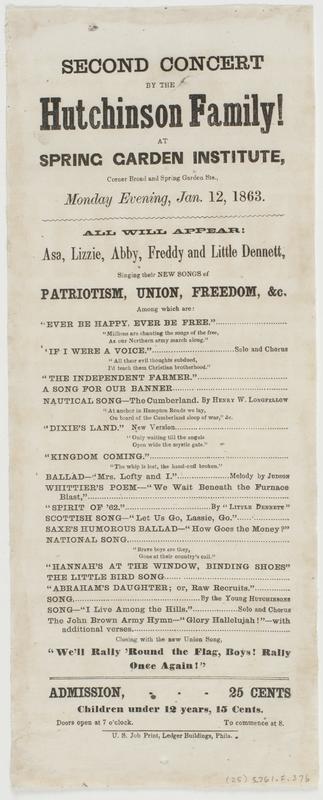 SECOND CONCERT
BY THE
Hutchinson Family!
AT
SPRING GARDEN INSTITUTE,
Corner Broad and Spring Garden Sts.,
Monday Evening, Jan. 12, 1863.
ALL WILL APPEAR!
Asa, Lizzie, Abby, Freddy and Little Dennett,
Singing their NEW SONGS of
PATRIOTISM, UNION, FREEDOM, &c.
Among which are:
"EVER BE HAPPY, EVER BE FREE."
"Millions are chanting the songs of the free,
As our Northern army march along."
"IF I WERE A VOICE." Solo and Chorus
"All their evil thoughts subdued,
I'd teach them Christian brotherhood."
"THE INDEPENDENT FARMER."
A SONG FOR OUR BANNER
NAUTICAL SONG—The Cumberland. By HENRY W. LONGFELLOW
"At anchor in Hampton Roads we lay,
On board of the Cumberland sloop of war," &c.
"DIXIE'S LAND." New Version
"Only waiting till the angels
Open wide the mystic gate."
"KINGDOM COMING."
"The whip is lost, the hand-cuff broken."
BALLAD—"Mrs. Lofty and I." Melody by JUDSON
WHITTIER'S POEM—"We Wait Beneath the Furnace
Blast,"
"SPIRIT OF '62." By "LITTLE DENNETT"
SCOTTISH SONG—"Let Us Go, Lassie, Go."
SAXE'S HUMOROUS BALLAD—"How Goes the Money?"
NATIONAL SONG,
"Brave boys are they,
Gone at their country's call."
"HANNAH'S AT THE WINDOW, BINDING SHOES"
THE LITTLE BIRD SONG
"ABRAHAM'S DAUGHTER; or, Raw Recruits."
SONG, By the YOUNG HUTCHINSONS
SONG—"I Live Among the Hills." Solo and Chorus
The John Brown Army Hymn—"Glory Hallelujah!"—with
additional verses.
Closing with the new Union Song,
"We'll Rally 'Round the Flag, Boys! Rally
Once Again!"
ADMISSION, - - - 25 CENTS
Children under 12 years, 15 Cents.
Doors open at 7 o'clock. To commence at 8.
U. S. Job Print, Ledger Buildings, Phila.
(25) 5761.F.376